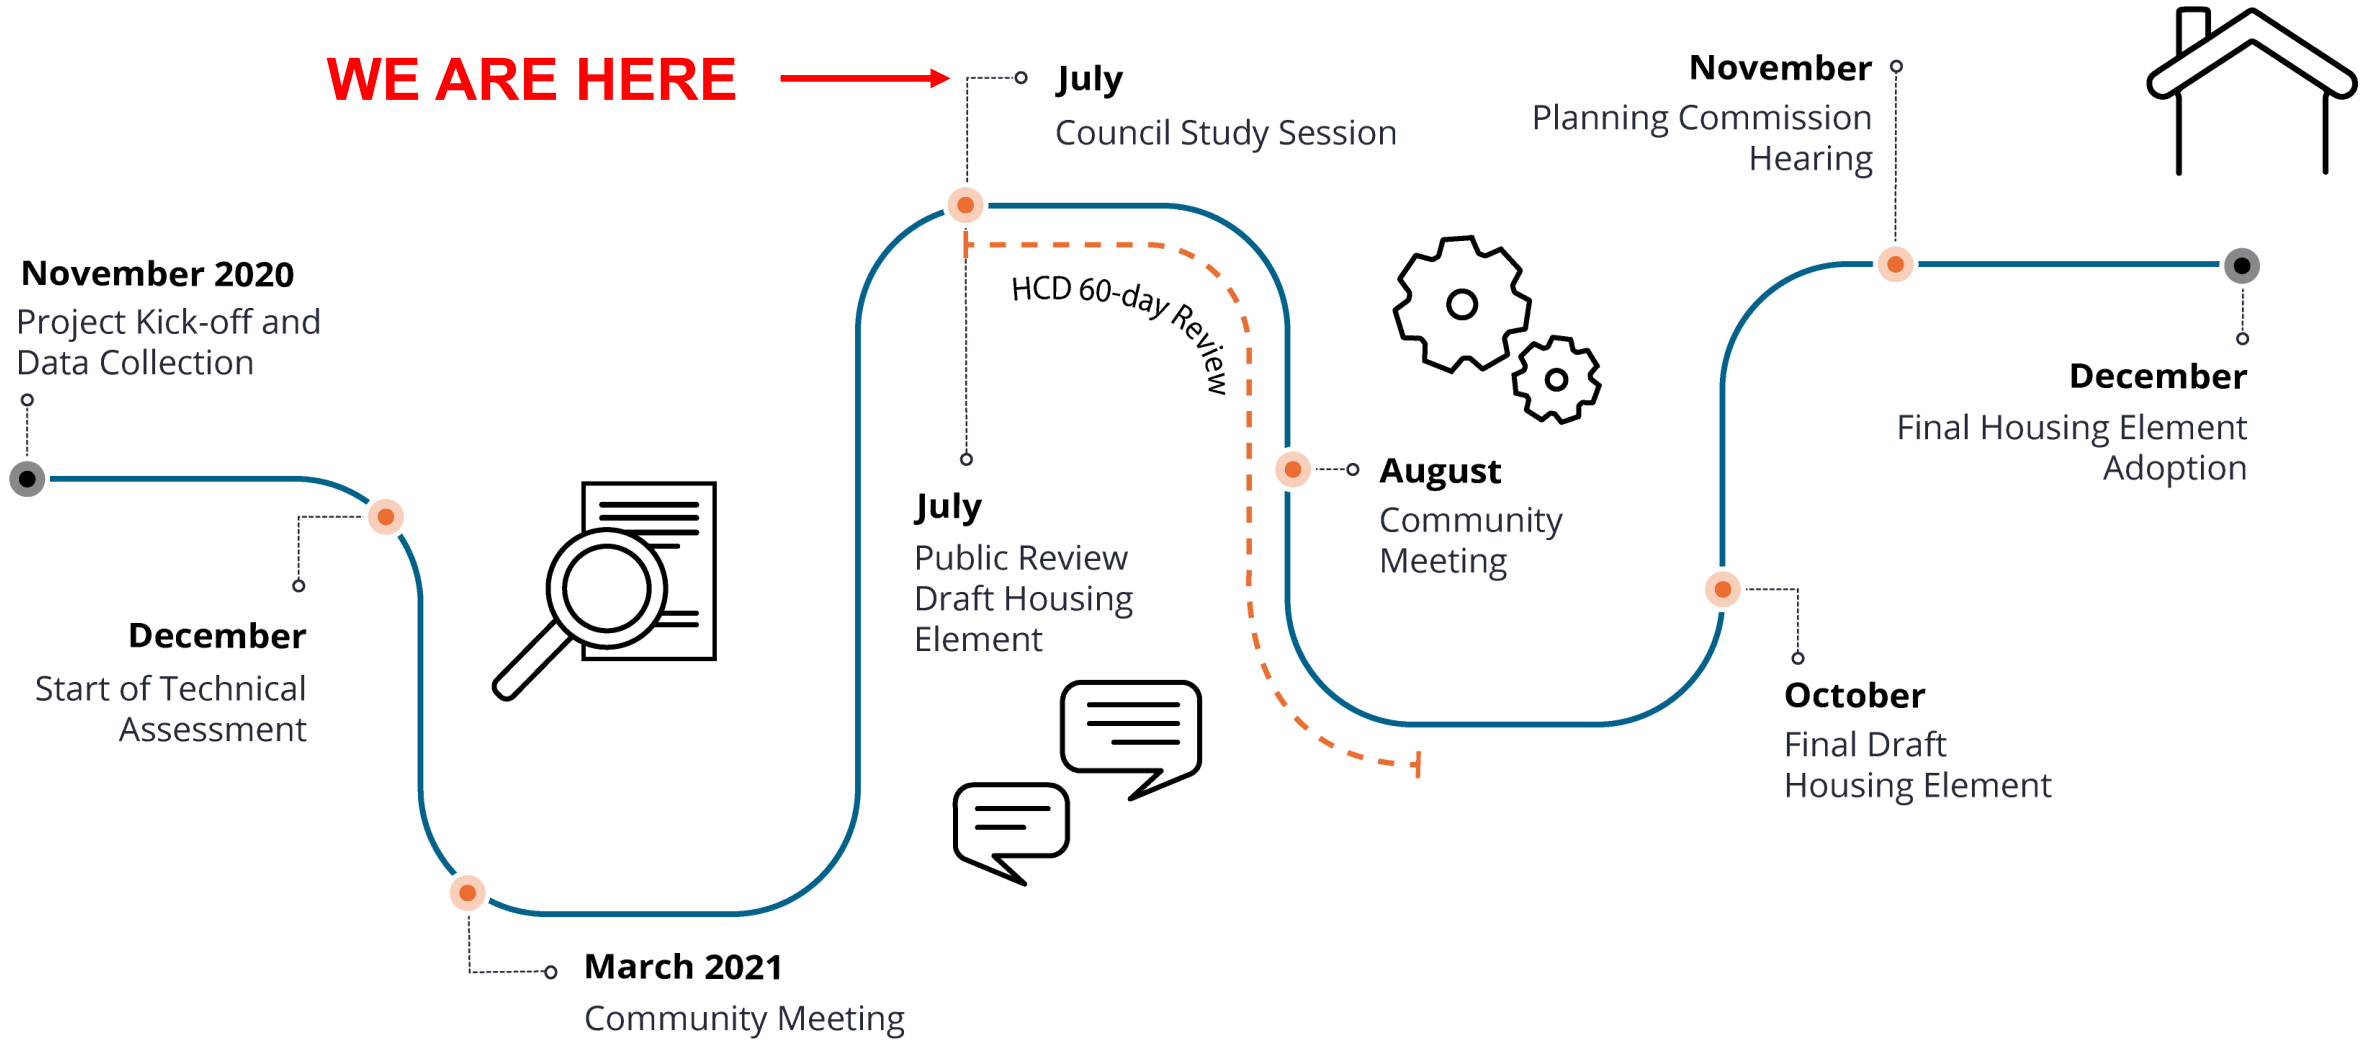 WE ARE HERE
July
Council Study Session
November
Planning Commission
Hearing
November 2020
Project Kick-off and
Data Collection
HCD 60-day Review
December
Final Housing Element
Adoption
August
Community
Meeting
July
Public Review
Draft Housing
Element
December
Start of Technical
Assessment
October
Final Draft
Housing Element
March 2021
Community Meeting